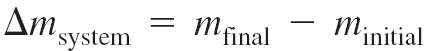 Δm_system = m_final − m_initial